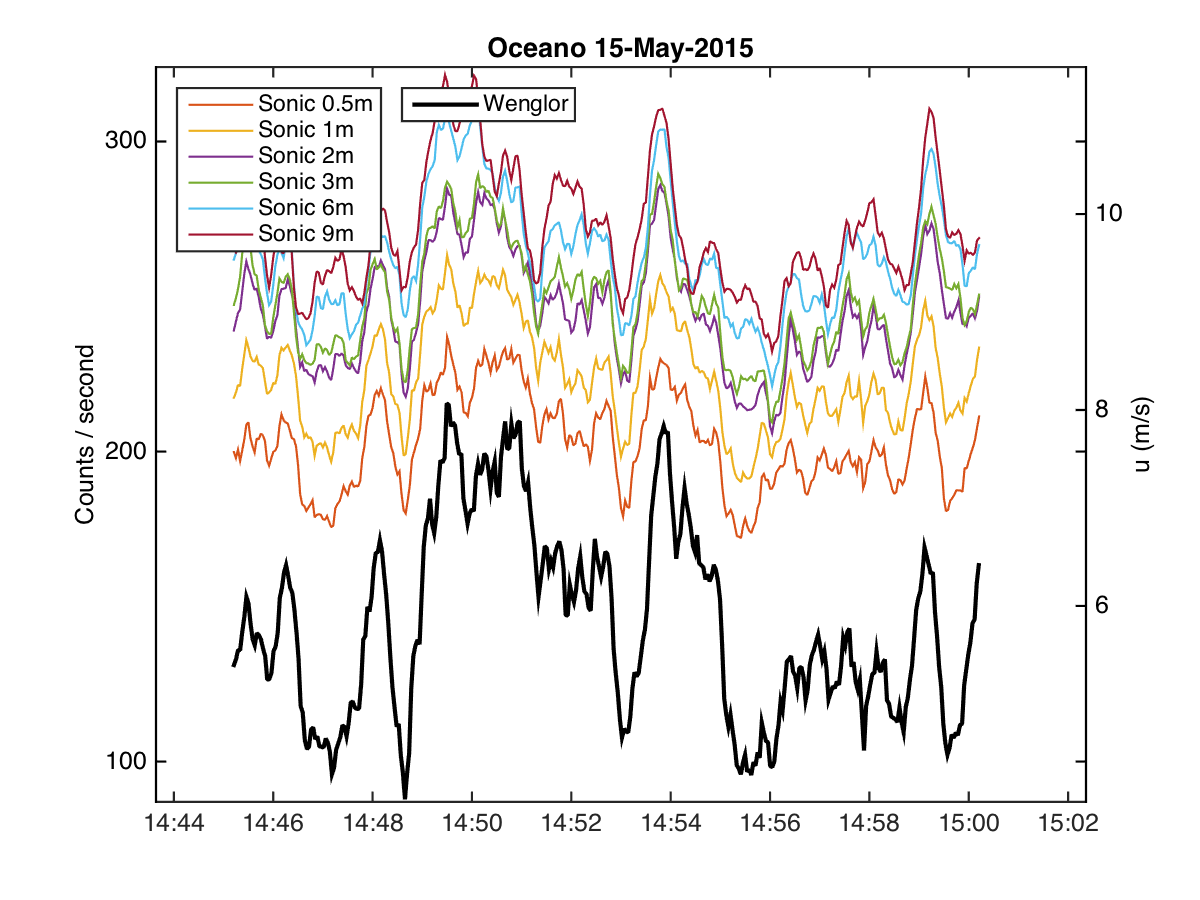 Oceano 15-May-2015
Sonic 0.5m
Sonic 1m
Sonic 2m
Sonic 3m
Sonic 6m
Sonic 9m
Wenglor
Counts / second
300
200
100
u (m/s)
10
8
6
14:44 14:46 14:48 14:50 14:52 14:54 14:56 14:58 15:00 15:02